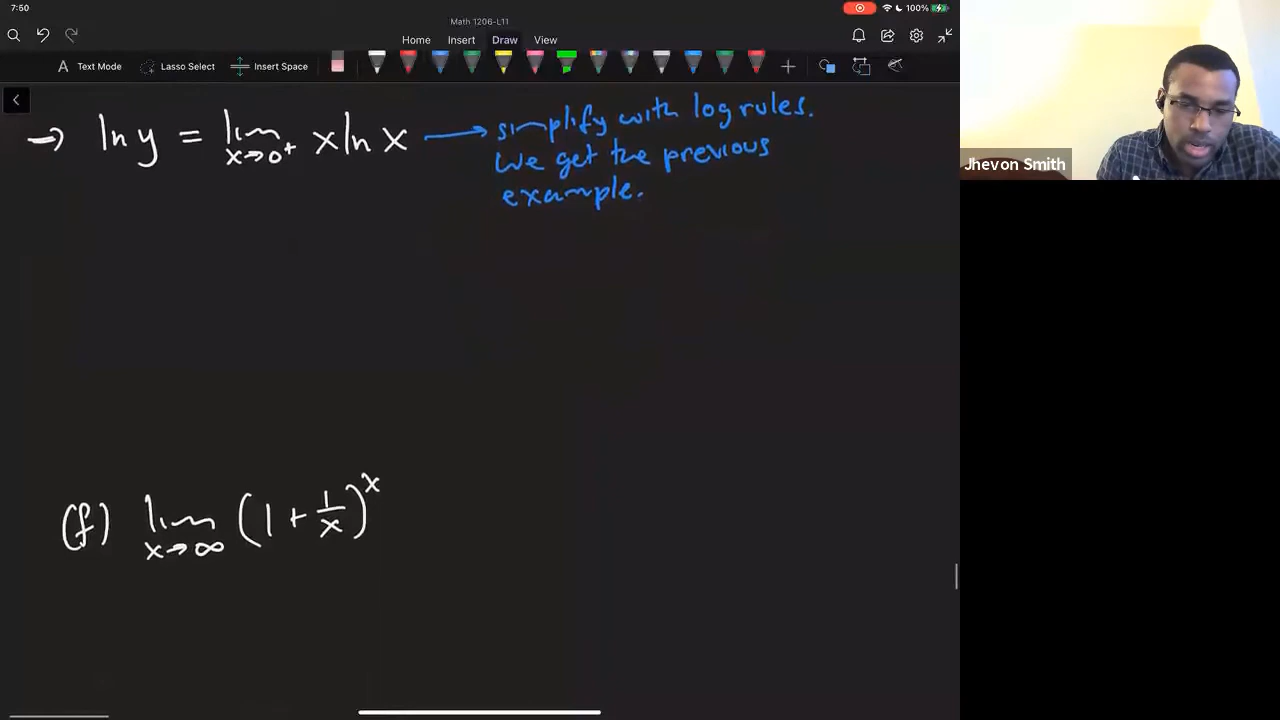 7:50
100%
Math 1206-L11
Home Insert Draw View
Text Mode Lasso Select Insert Space
→ ln y = lim x→0⁺ x ln x → simplify with log rules.
We get the previous
example.
(f) lim x→∞ (1 + 1/x)^x
Jhevon Smith